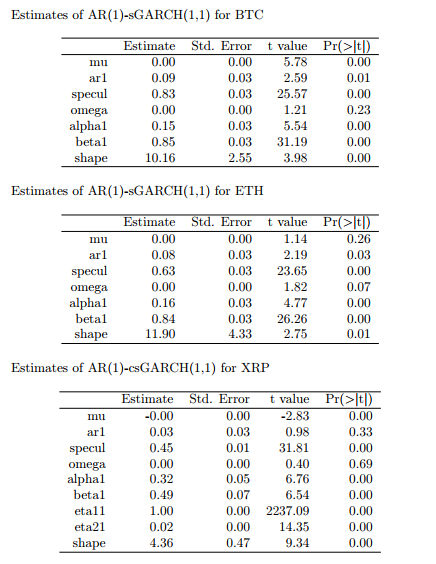 Estimates of AR(1)-sGARCH(1,1) for BTC
Estimate Std. Error t value Pr(>|t|)
mu 0.00 0.00 5.78 0.00
ar1 0.09 0.03 2.59 0.01
specul 0.83 0.03 25.57 0.00
omega 0.00 0.00 1.21 0.23
alpha1 0.15 0.03 5.54 0.00
beta1 0.85 0.03 31.19 0.00
shape 10.16 2.55 3.98 0.00
Estimates of AR(1)-sGARCH(1,1) for ETH
Estimate Std. Error t value Pr(>|t|)
mu 0.00 0.00 1.14 0.26
ar1 0.08 0.03 2.19 0.03
specul 0.63 0.03 23.65 0.00
omega 0.00 0.00 1.82 0.07
alpha1 0.16 0.03 4.77 0.00
beta1 0.84 0.03 26.26 0.00
shape 11.90 4.33 2.75 0.01
Estimates of AR(1)-csGARCH(1,1) for XRP
Estimate Std. Error t value Pr(>|t|)
mu -0.00 0.00 -2.83 0.00
ar1 0.03 0.03 0.98 0.33
specul 0.45 0.01 31.81 0.00
omega 0.00 0.00 0.40 0.69
alpha1 0.32 0.05 6.76 0.00
beta1 0.49 0.07 6.54 0.00
eta11 1.00 0.00 2237.09 0.00
eta21 0.02 0.00 14.35 0.00
shape 4.36 0.47 9.34 0.00